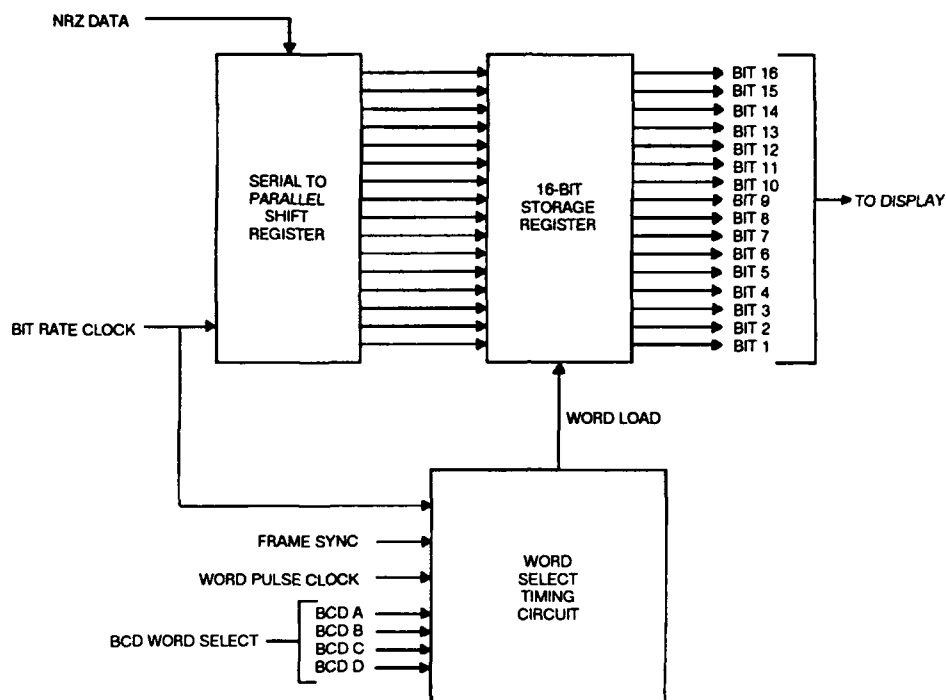 NRZ DATA
SERIAL TO
PARALLEL
SHIFT
REGISTER
16-BIT
STORAGE
REGISTER
BIT 16
BIT 15
BIT 14
BIT 13
BIT 12
BIT 11
BIT 10
BIT 9
BIT 8
BIT 7
BIT 6
BIT 5
BIT 4
BIT 3
BIT 2
BIT 1
TO DISPLAY
BIT RATE CLOCK
WORD LOAD
FRAME SYNC
WORD PULSE CLOCK
BCD WORD SELECT
BCD A
BCD B
BCD C
BCD D
WORD
SELECT
TIMING
CIRCUIT